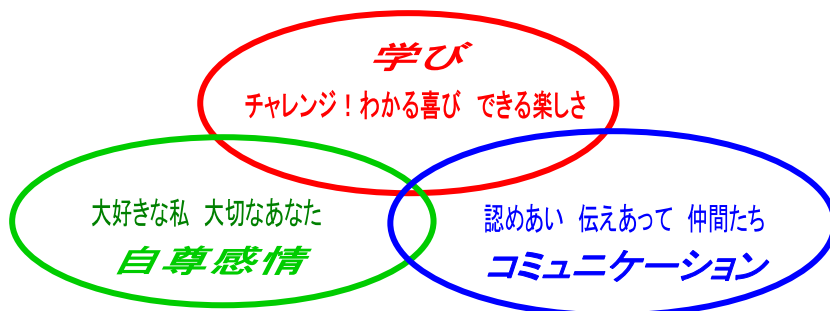 学び
チャレンジ！わかる喜び できる楽しさ
大好きな私 大切なあなた
自尊感情
認めあい 伝えあって 仲間たち
コミュニケーション